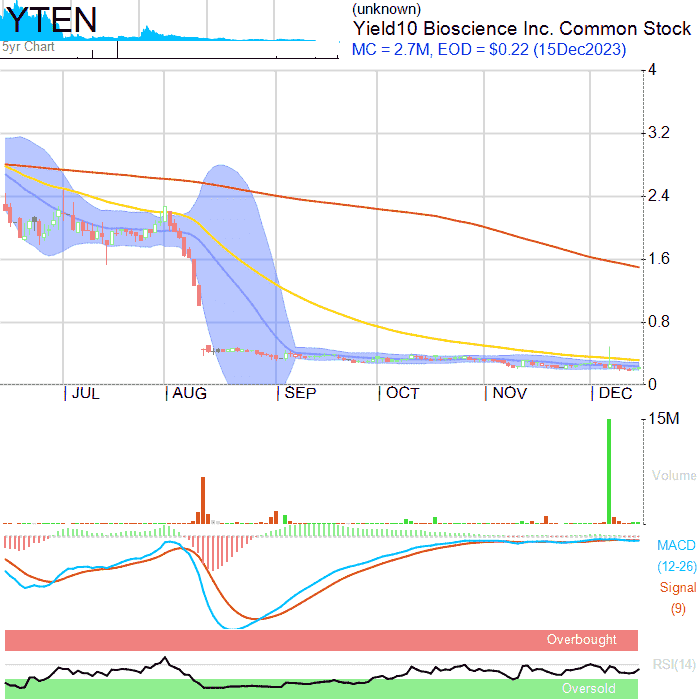 YTEN
5yr Chart
(unknown)
Yield10 Bioscience Inc. Common Stock
MC = 2.7M, EOD = $0.22 (15Dec2023)
4
3.2
2.4
1.6
0.8
0
JUL AUG SEP OCT NOV DEC
15M
Volume
MACD
(12-26)
Signal
(9)
Overbought
RSI(14)
Oversold